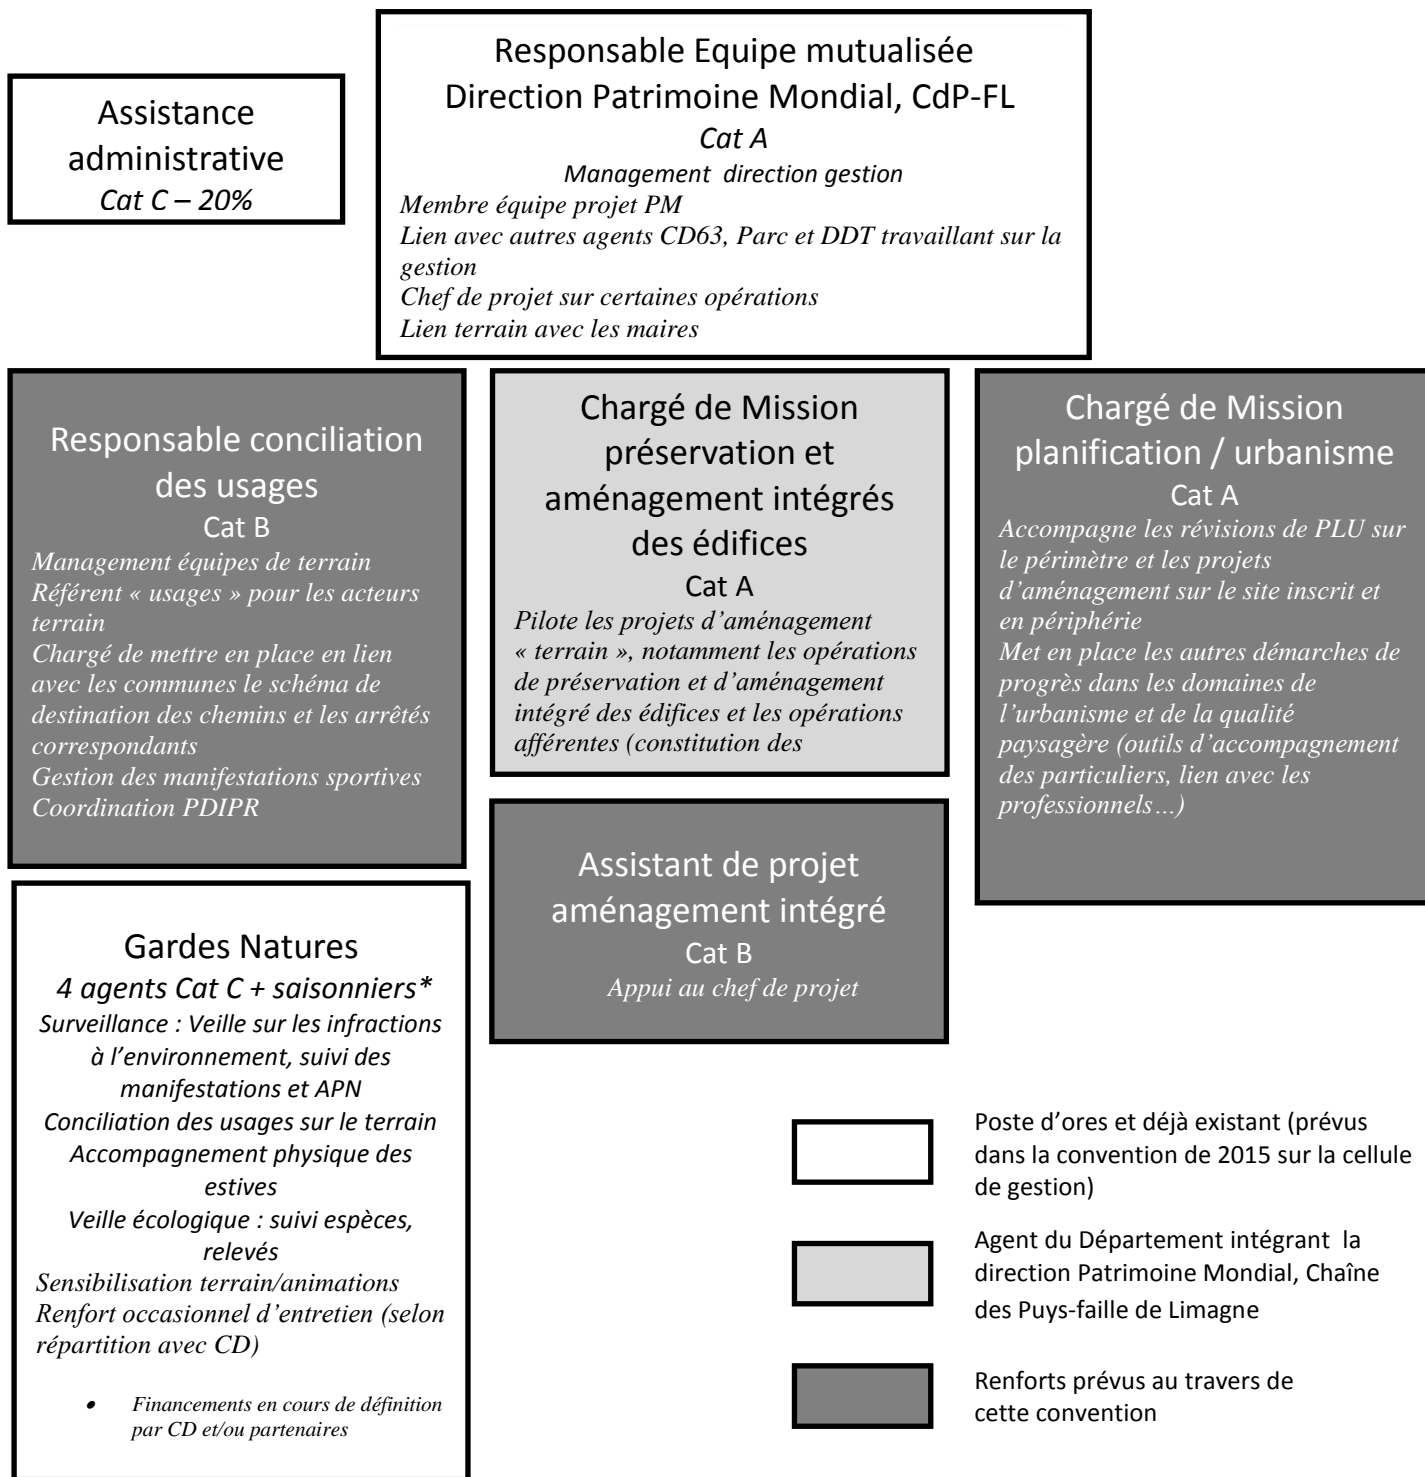 Assistance
administrative
Cat C – 20%
Responsable Equipe mutualisée
Direction Patrimoine Mondial, CdP-FL
Cat A
Management direction gestion
Membre équipe projet PM
Lien avec autres agents CD63, Parc et DDT travaillant sur la
gestion
Chef de projet sur certaines opérations
Lien terrain avec les maires
Responsable conciliation
des usages
Cat B
Management équipes de terrain
Référent « usages » pour les acteurs
terrain
Chargé de mettre en place en lien
avec les communes le schéma de
destination des chemins et les arrêtés
correspondants
Gestion des manifestations sportives
Coordination PDIPR
Chargé de Mission
préservation et
aménagement intégrés
des édifices
Cat A
Pilote les projets d’aménagement
« terrain », notamment les opérations
de préservation et d’aménagement
intégré des édifices et les opérations
afférentes (constitution des
Chargé de Mission
planification / urbanisme
Cat A
Accompagne les révisions de PLU sur
le périmètre et les projets
d’aménagement sur le site inscrit et
en périphérie
Met en place les autres démarches de
progrès dans les domaines de
l’urbanisme et de la qualité
paysagère (outils d’accompagnement
des particuliers, lien avec les
professionnels…)
Assistant de projet
aménagement intégré
Cat B
Appui au chef de projet
Gardes Natures
4 agents Cat C + saisonniers*
Surveillance : Veille sur les infractions
à l’environnement, suivi des
manifestations et APN
Conciliation des usages sur le terrain
Accompagnement physique des
estives
Veille écologique : suivi espèces,
relevés
Sensibilisation terrain/animations
Renfort occasionnel d’entretien (selon
répartition avec CD)
• Financements en cours de définition
par CD et/ou partenaires
Poste d’ores et déjà existant (prévus
dans la convention de 2015 sur la cellule
de gestion)
Agent du Département intégrant la
direction Patrimoine Mondial, Chaîne
des Puys-faille de Limagne
Renforts prévus au travers de
cette convention